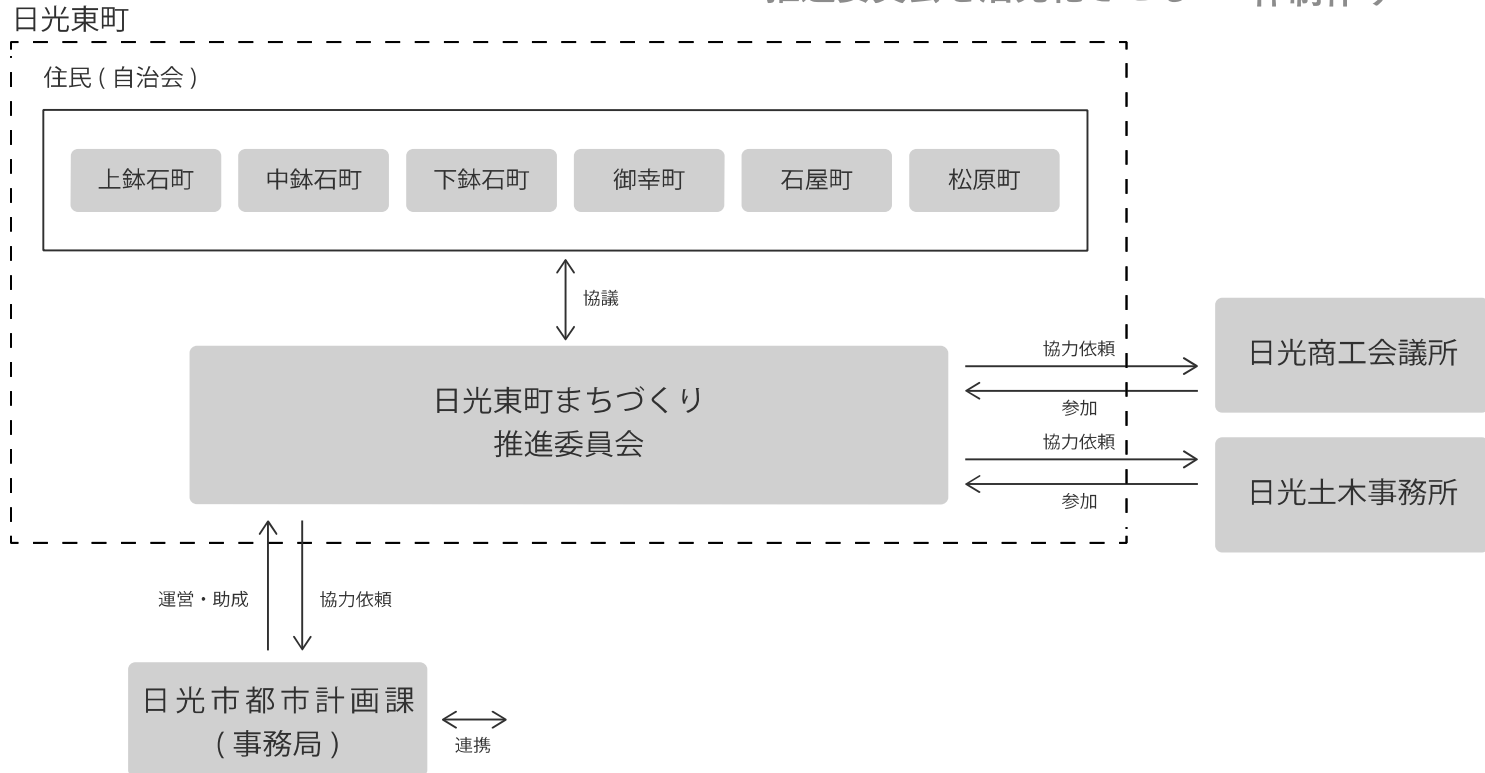 日光東町
住民(自治会)
上鉢石町
中鉢石町
下鉢石町
御幸町
石屋町
松原町
協議
日光東町まちづくり
推進委員会
協力依頼
参加
協力依頼
参加
日光商工会議所
日光土木事務所
運営・助成
協力依頼
日光市都市計画課
(事務局)
連携